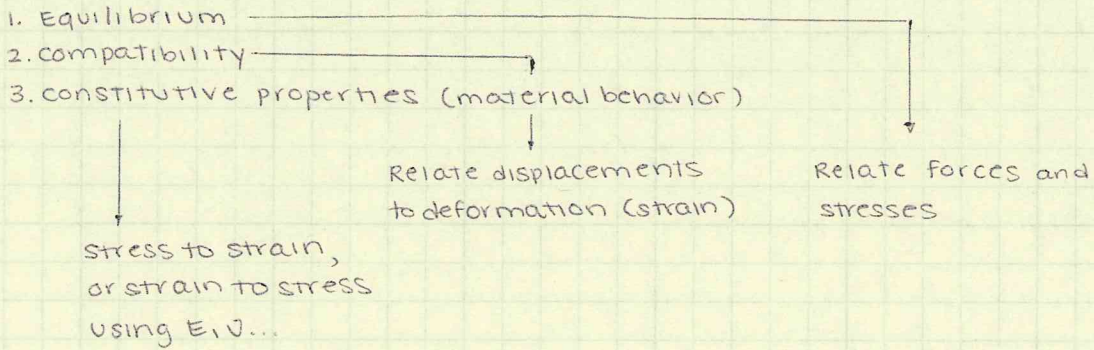 1. Equilibrium
2. compatibility
3. constitutive properties (material behavior)
Relate displacements
to deformation (strain)
Relate forces and
stresses
stress to strain,
or strain to stress
using E, ν...